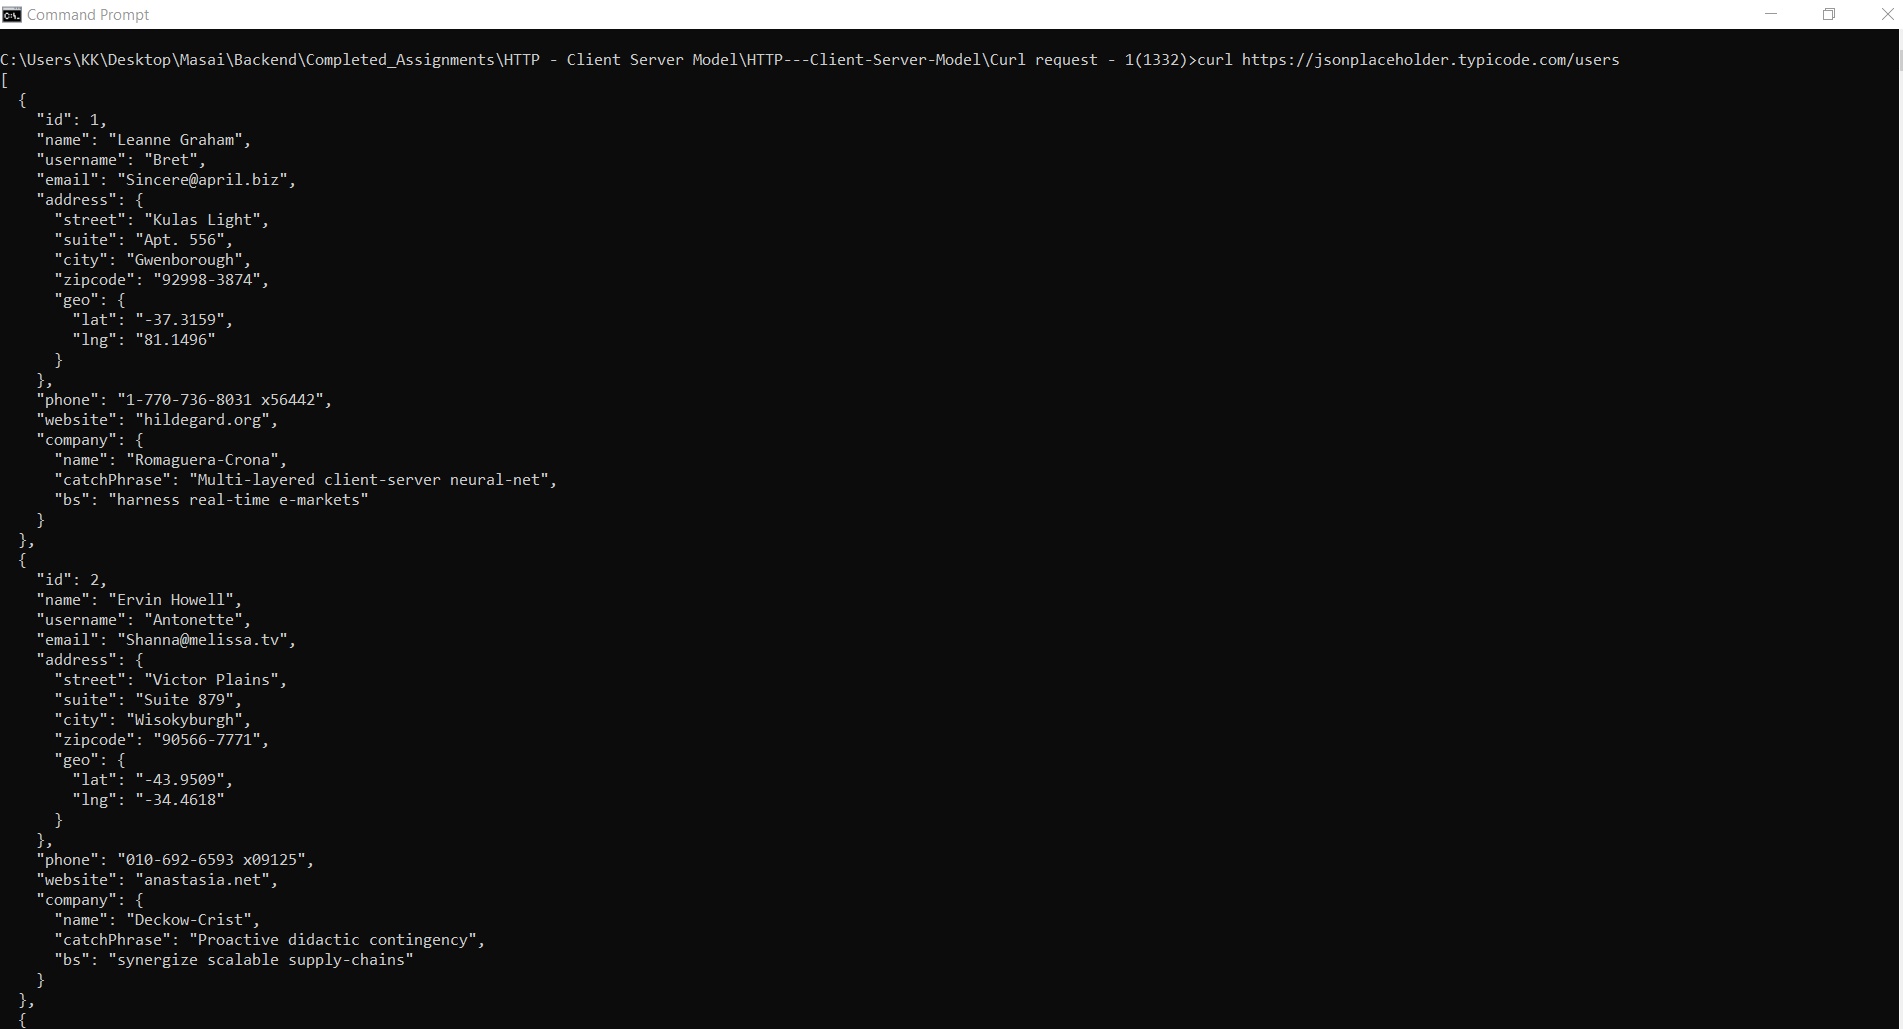 Command Prompt
C:\Users\KK\Desktop\Masai\Backend\Completed_Assignments\HTTP - Client Server Model\HTTP---Client-Server-Model\Curl request - 1(1332)>curl https://jsonplaceholder.typicode.com/users
[
  {
    "id": 1,
    "name": "Leanne Graham",
    "username": "Bret",
    "email": "Sincere@april.biz",
    "address": {
      "street": "Kulas Light",
      "suite": "Apt. 556",
      "city": "Gwenborough",
      "zipcode": "92998-3874",
      "geo": {
        "lat": "-37.3159",
        "lng": "81.1496"
      }
    },
    "phone": "1-770-736-8031 x56442",
    "website": "hildegard.org",
    "company": {
      "name": "Romaguera-Crona",
      "catchPhrase": "Multi-layered client-server neural-net",
      "bs": "harness real-time e-markets"
    }
  },
  {
    "id": 2,
    "name": "Ervin Howell",
    "username": "Antonette",
    "email": "Shanna@melissa.tv",
    "address": {
      "street": "Victor Plains",
      "suite": "Suite 879",
      "city": "Wisokyburgh",
      "zipcode": "90566-7771",
      "geo": {
        "lat": "-43.9509",
        "lng": "-34.4618"
      }
    },
    "phone": "010-692-6593 x09125",
    "website": "anastasia.net",
    "company": {
      "name": "Deckow-Crist",
      "catchPhrase": "Proactive didactic contingency",
      "bs": "synergize scalable supply-chains"
    }
  },
  {